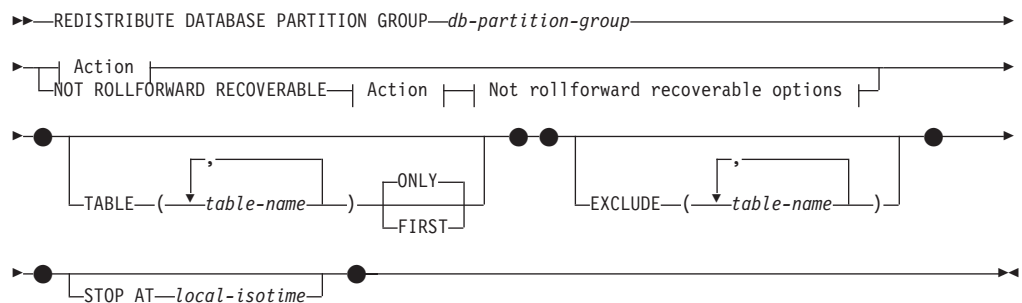 REDISTRIBUTE DATABASE PARTITION GROUP db-partition-group
Action
NOT ROLLFORWARD RECOVERABLE Action Not rollforward recoverable options
, ,
ONLY
TABLE ( table-name ) EXCLUDE ( table-name )
FIRST
STOP AT local-isotime